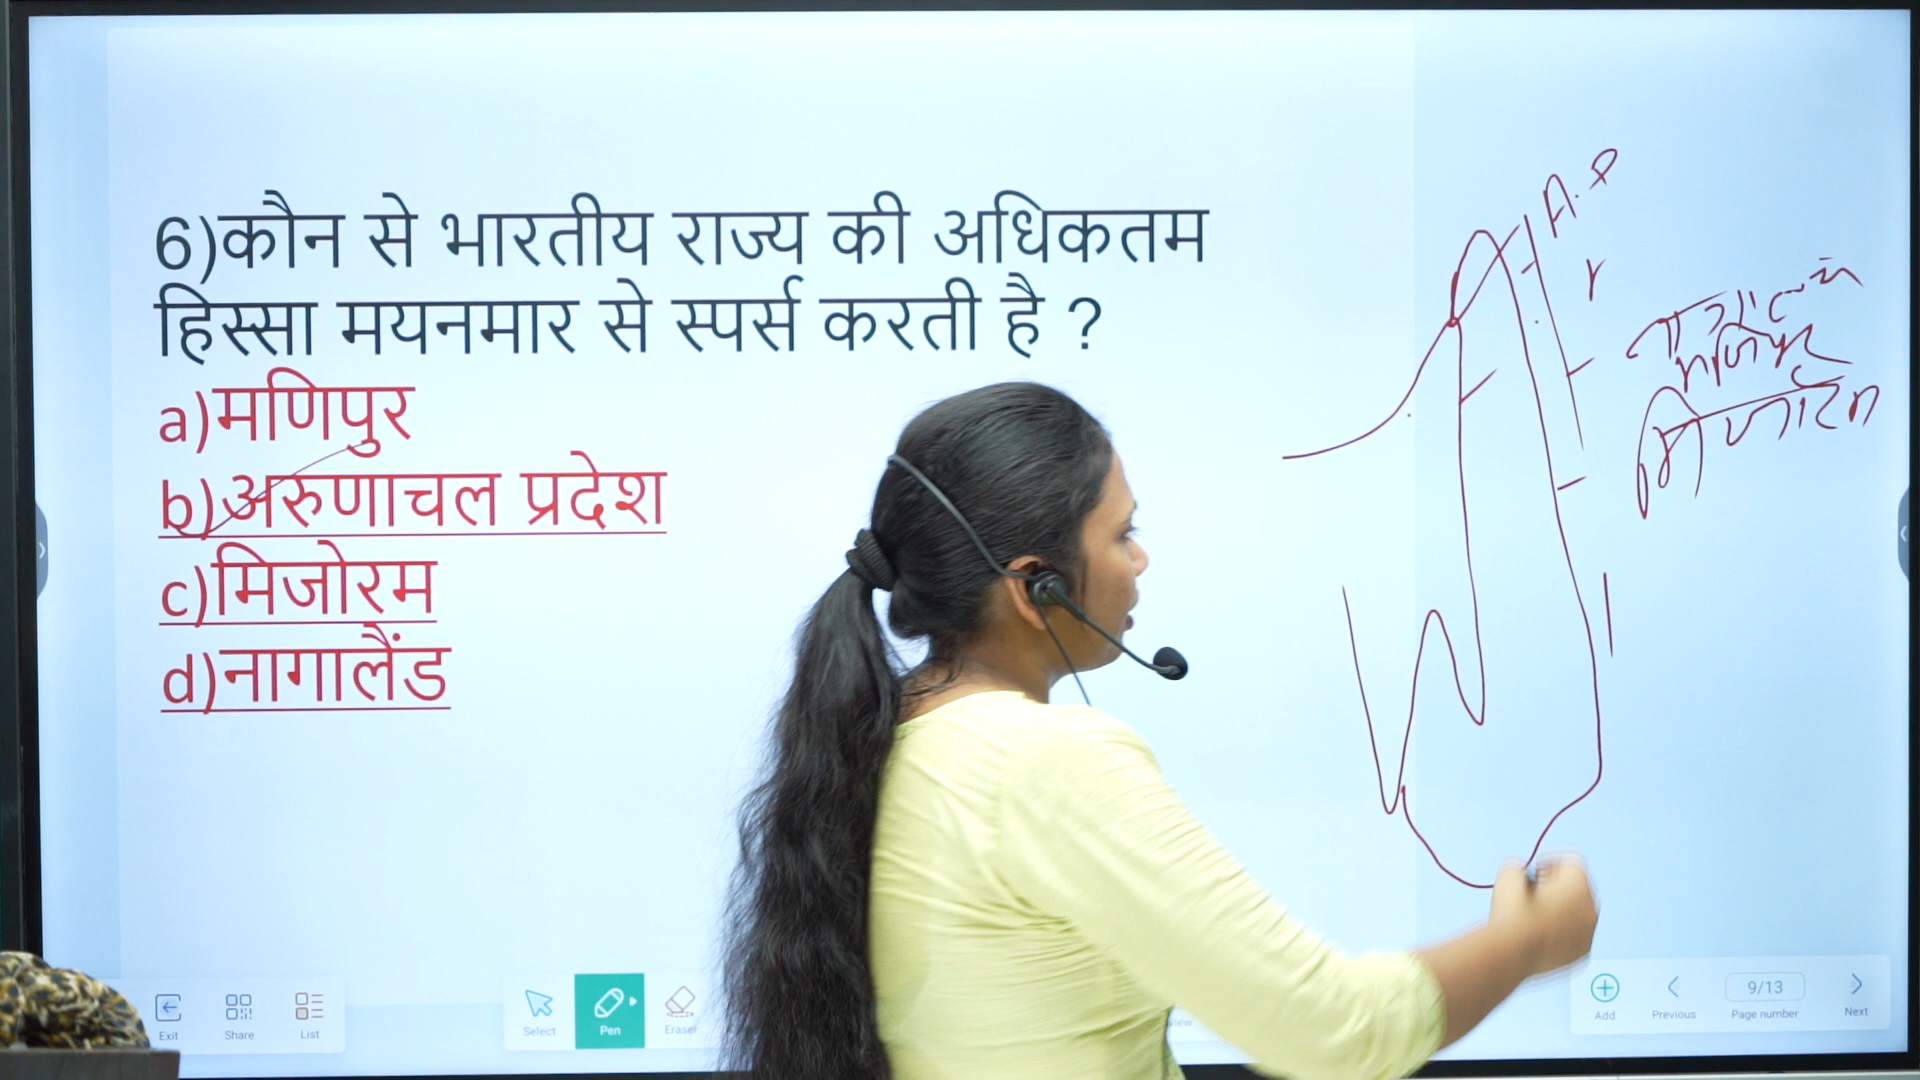 6)कौन से भारतीय राज्य की अधिकतम
हिस्सा मयनमार से स्पर्स करती है ?
a)मणिपुर
b)अरुणाचल प्रदेश
c)मिजोरम
d)नागालैंड
A.P
मणिपुर
Exit
Share
List
Select
Pen
Eraser
Add
Previous
9/13
Page number
Next